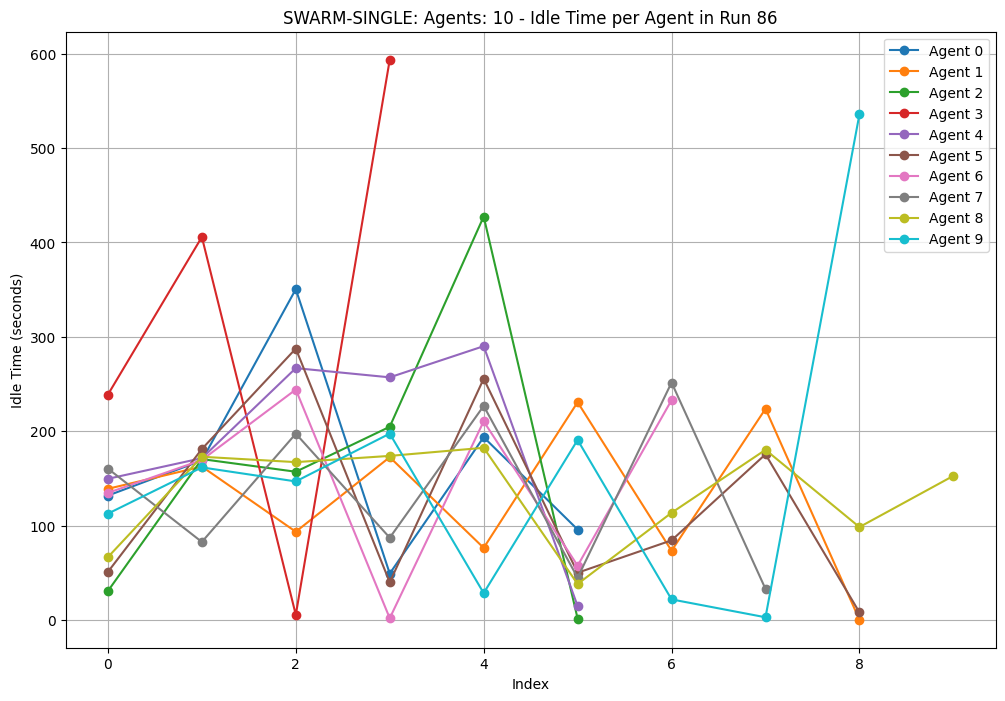 SWARM-SINGLE: Agents: 10 - Idle Time per Agent in Run 86
Idle Time (seconds)
600
500
400
300
200
100
0
0
2
4
6
8
Index
Agent 0
Agent 1
Agent 2
Agent 3
Agent 4
Agent 5
Agent 6
Agent 7
Agent 8
Agent 9